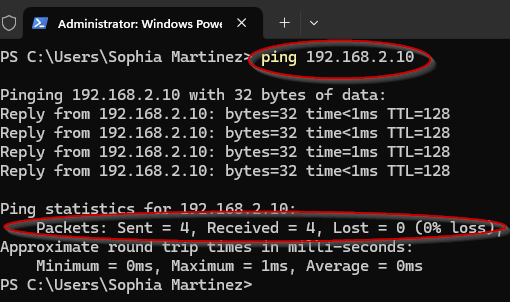 Administrator: Windows Pow
PS C:\Users\Sophia Martinez> ping 192.168.2.10
Pinging 192.168.2.10 with 32 bytes of data:
Reply from 192.168.2.10: bytes=32 time<1ms TTL=128
Reply from 192.168.2.10: bytes=32 time<1ms TTL=128
Reply from 192.168.2.10: bytes=32 time=1ms TTL=128
Reply from 192.168.2.10: bytes=32 time<1ms TTL=128
Ping statistics for 192.168.2.10:
Packets: Sent = 4, Received = 4, Lost = 0 (0% loss),
Approximate round trip times in milli-seconds:
Minimum = 0ms, Maximum = 1ms, Average = 0ms
PS C:\Users\Sophia Martinez>